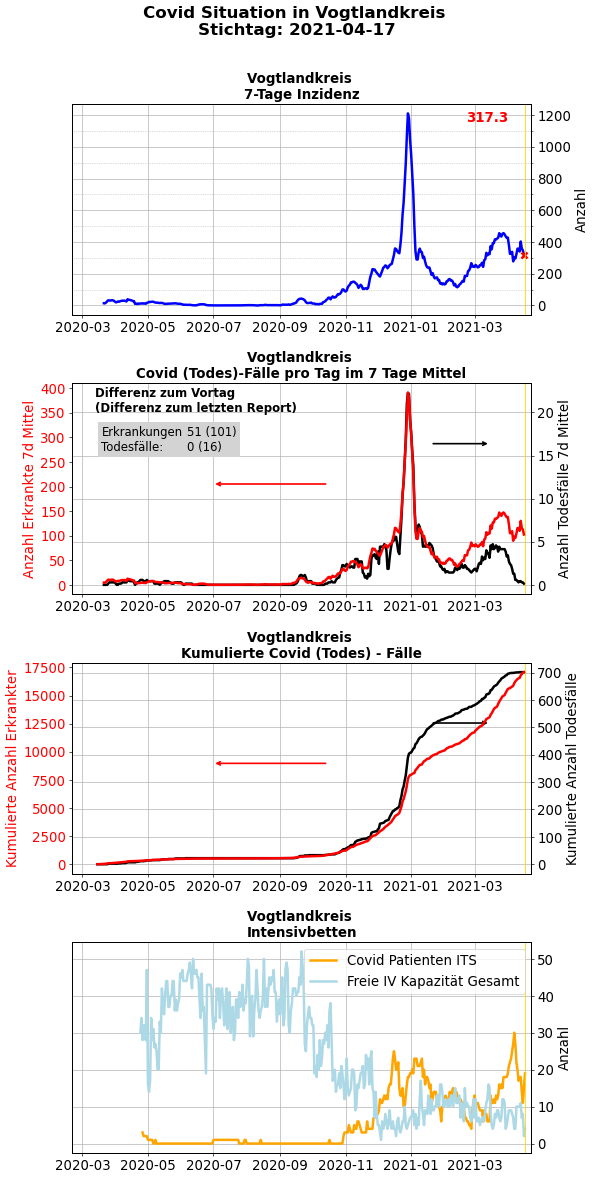 Covid Situation in Vogtlandkreis
Stichtag: 2021-04-17
Vogtlandkreis
7-Tage Inzidenz
317.3
1200
1000
800
600
400
200
0
Anzahl
2020-03 2020-05 2020-07 2020-09 2020-11 2021-01 2021-03
Vogtlandkreis
Covid (Todes)-Fälle pro Tag im 7 Tage Mittel
Differenz zum Vortag
(Differenz zum letzten Report)
Erkrankungen 51 (101)
Todesfälle: 0 (16)
Anzahl Erkrankte 7d Mittel
400
350
300
250
200
150
100
50
0
20
15
10
5
0
Anzahl Todesfälle 7d Mittel
2020-03 2020-05 2020-07 2020-09 2020-11 2021-01 2021-03
Vogtlandkreis
Kumulierte Covid (Todes) - Fälle
Kumulierte Anzahl Erkrankter
17500
15000
12500
10000
7500
5000
2500
0
700
600
500
400
300
200
100
0
Kumulierte Anzahl Todesfälle
2020-03 2020-05 2020-07 2020-09 2020-11 2021-01 2021-03
Vogtlandkreis
Intensivbetten
Covid Patienten ITS
Freie IV Kapazität Gesamt
50
40
30
20
10
0
Anzahl
2020-03 2020-05 2020-07 2020-09 2020-11 2021-01 2021-03